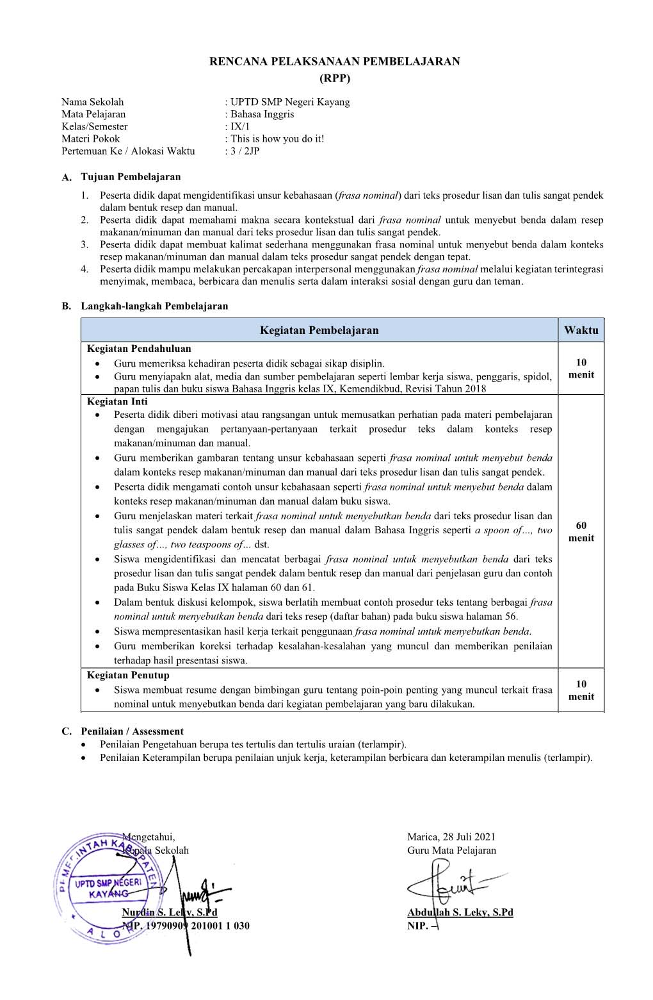 RENCANA PELAKSANAAN PEMBELAJARAN
(RPP)
Nama Sekolah : UPTD SMP Negeri Kayang
Mata Pelajaran : Bahasa Inggris
Kelas/Semester : IX/1
Materi Pokok : This is how you do it!
Pertemuan Ke / Alokasi Waktu : 3 / 2JP
A. Tujuan Pembelajaran
1. Peserta didik dapat mengidentifikasi unsur kebahasaan (frasa nominal) dari teks prosedur lisan dan tulis sangat pendek
dalam bentuk resep dan manual.
2. Peserta didik dapat memahami makna secara kontekstual dari frasa nominal untuk menyebut benda dalam resep
makanan/minuman dan manual dari teks prosedur lisan dan tulis sangat pendek.
3. Peserta didik dapat membuat kalimat sederhana menggunakan frasa nominal untuk menyebut benda dalam konteks
resep makanan/minuman dan manual dalam teks prosedur sangat pendek dengan tepat.
4. Peserta didik mampu melakukan percakapan interpersonal menggunakan frasa nominal melalui kegiatan terintegrasi
menyimak, membaca, berbicara dan menulis serta dalam interaksi sosial dengan guru dan teman.
B. Langkah-langkah Pembelajaran
Kegiatan Pembelajaran Waktu
Kegiatan Pendahuluan
• Guru memeriksa kehadiran peserta didik sebagai sikap disiplin.
• Guru menyiapakn alat, media dan sumber pembelajaran seperti lembar kerja siswa, penggaris, spidol,
papan tulis dan buku siswa Bahasa Inggris kelas IX, Kemendikbud, Revisi Tahun 2018
10
menit
Kegiatan Inti
• Peserta didik diberi motivasi atau rangsangan untuk memusatkan perhatian pada materi pembelajaran
dengan mengajukan pertanyaan-pertanyaan terkait prosedur teks dalam konteks resep
makanan/minuman dan manual.
• Guru memberikan gambaran tentang unsur kebahasaan seperti frasa nominal untuk menyebut benda
dalam konteks resep makanan/minuman dan manual dari teks prosedur lisan dan tulis sangat pendek.
• Peserta didik mengamati contoh unsur kebahasaan seperti frasa nominal untuk menyebut benda dalam
konteks resep makanan/minuman dan manual dalam buku siswa.
• Guru menjelaskan materi terkait frasa nominal untuk menyebutkan benda dari teks prosedur lisan dan
tulis sangat pendek dalam bentuk resep dan manual dalam Bahasa Inggris seperti a spoon of…, two
glasses of…, two teaspoons of… dst.
• Siswa mengidentifikasi dan mencatat berbagai frasa nominal untuk menyebutkan benda dari teks
prosedur lisan dan tulis sangat pendek dalam bentuk resep dan manual dari penjelasan guru dan contoh
pada Buku Siswa Kelas IX halaman 60 dan 61.
• Dalam bentuk diskusi kelompok, siswa berlatih membuat contoh prosedur teks tentang berbagai frasa
nominal untuk menyebutkan benda dari teks resep (daftar bahan) pada buku siswa halaman 56.
• Siswa mempresentasikan hasil kerja terkait penggunaan frasa nominal untuk menyebutkan benda.
• Guru memberikan koreksi terhadap kesalahan-kesalahan yang muncul dan memberikan penilaian
terhadap hasil presentasi siswa.
60
menit
Kegiatan Penutup
• Siswa membuat resume dengan bimbingan guru tentang poin-poin penting yang muncul terkait frasa
nominal untuk menyebutkan benda dari kegiatan pembelajaran yang baru dilakukan.
10
menit
C. Penilaian / Assessment
• Penilaian Pengetahuan berupa tes tertulis dan tertulis uraian (terlampir).
• Penilaian Keterampilan berupa penilaian unjuk kerja, keterampilan berbicara dan keterampilan menulis (terlampir).
Mengetahui,
Kepala Sekolah
PEMERINTAH KABUPATEN
UPTD SMP NEGERI
KAYANG
ALOR
Nurdin S. Leky, S.Pd
NIP. 19790909 201001 1 030
Marica, 28 Juli 2021
Guru Mata Pelajaran
Abdullah S. Leky, S.Pd
NIP. –